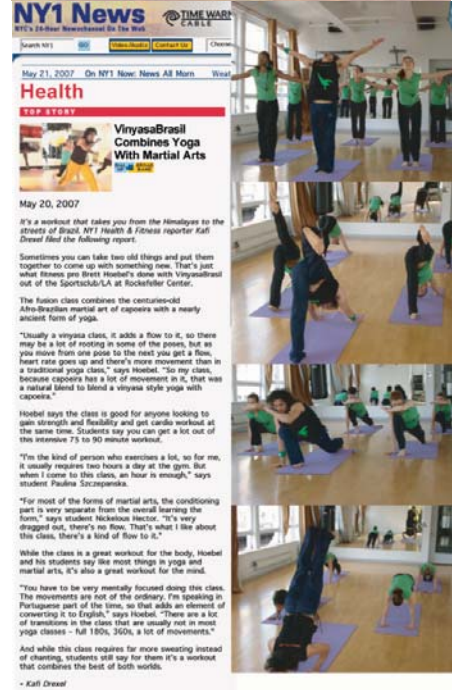 NY1 News
NYC's 24-Hour Newschannel On The Web
TIME WARN
CABLE
Search NY1
GO
Video Audio
Contact Us
May 21, 2007 On NY1 Now: News All Morn Weat
Health
TOP STORY
VinyasaBrasil
Combines Yoga
With Martial Arts
May 20, 2007
It's a workout that takes you from the Himalayas to the
streets of Brazil. NY1 Health & Fitness reporter Kafi
Drexel filed the following report.
Sometimes you can take two old things and put them
together to come up with something new. That's just
what fitness pro Brett Hoebel's done with VinyasaBrasil
out of the Sportsclub/LA at Rockefeller Center.
The fusion class combines the centuries-old
Afro-Brazilian martial art of capoeira with a nearly
ancient form of yoga.
"Usually a vinyasa class, it adds a flow to it, so there
may be a lot of rooting in some of the poses, but as
you move from one pose to the next you get a flow,
heart rate goes up and there's more movement than in
a traditional yoga class," says Hoebel. "So my class,
because capoeira has a lot of movement in it, that was
a natural blend to blend a vinyasa style yoga with
capoeira."
Hoebel says the class is good for anyone looking to
gain strength and flexibility and get cardio workout at
the same time. Students say you can get a lot out of
this intensive 75 to 90 minute workout.
"I'm the kind of person who exercises a lot, so for me,
it usually requires two hours a day at the gym. But
when I come to this class, an hour is enough," says
student Paulina Szczepanska.
"For most of the forms of martial arts, the conditioning
part is very separate from the overall learning the
form," says student Nickelous Hector. "It's very
dragged out, there's no flow. That's what I like about
this class, there's a kind of flow to it."
While the class is a great workout for the body, Hoebel
and his students say like most things in yoga and
martial arts, it's also a great workout for the mind.
"You have to be very mentally focused doing this class.
The movements are not of the ordinary. I'm speaking in
Portuguese part of the time, so that adds an element of
converting it to English," says Hoebel. "There are a lot
of transitions in the class that are usually not in most
yoga classes – full 180s, 360s, a lot of movements."
And while this class requires far more sweating instead
of chanting, students still say for them it's a workout
that combines the best of both worlds.
- Kafi Drexel